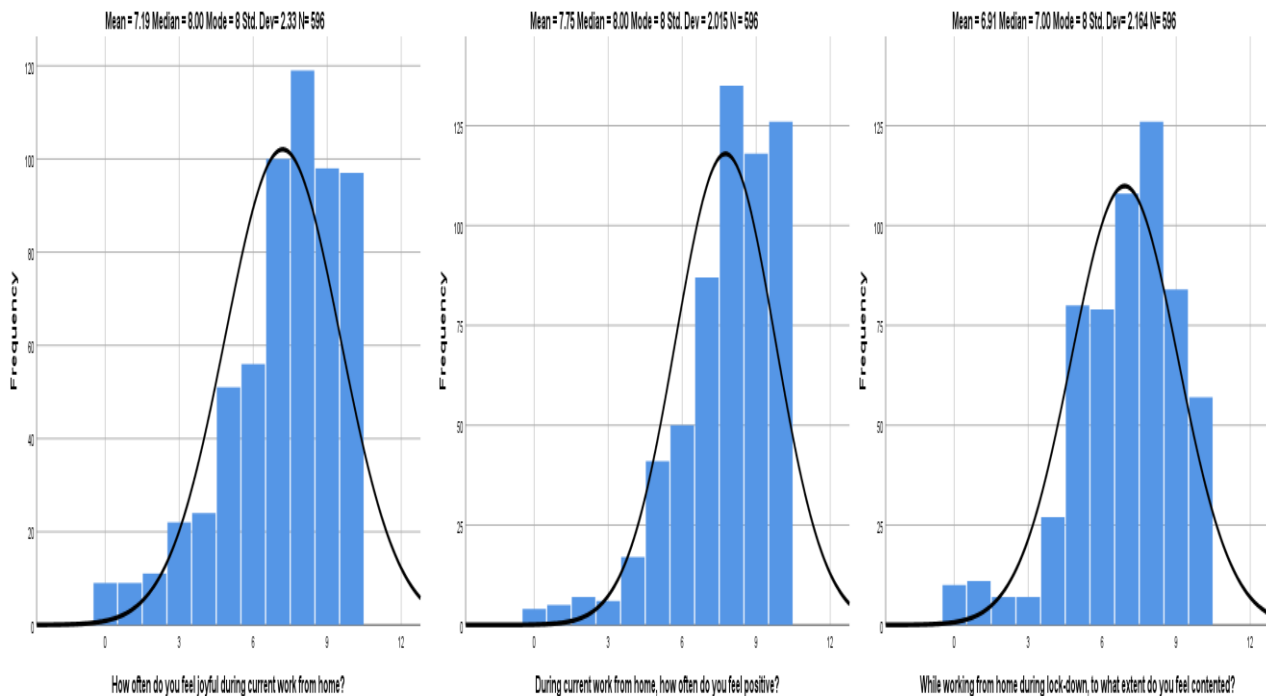 Mean = 7.19 Median = 8.00 Mode = 8 Std. Dev= 2.33 N= 596
120
100
80
60
40
20
0
Frequency
0 3 6 9 12
How often do you feel joyful during current work from home?
Mean = 7.75 Median = 8.00 Mode = 8 Std. Dev = 2.015 N = 596
125
100
75
50
25
0
Frequency
0 3 6 9 12
During current work from home, how often do you feel positive?
Mean = 6.91 Median = 7.00 Mode = 8 Std. Dev = 2.164 N= 596
125
100
75
50
25
0
Frequency
0 3 6 9 12
While working from home during lock-down, to what extent do you feel contented?